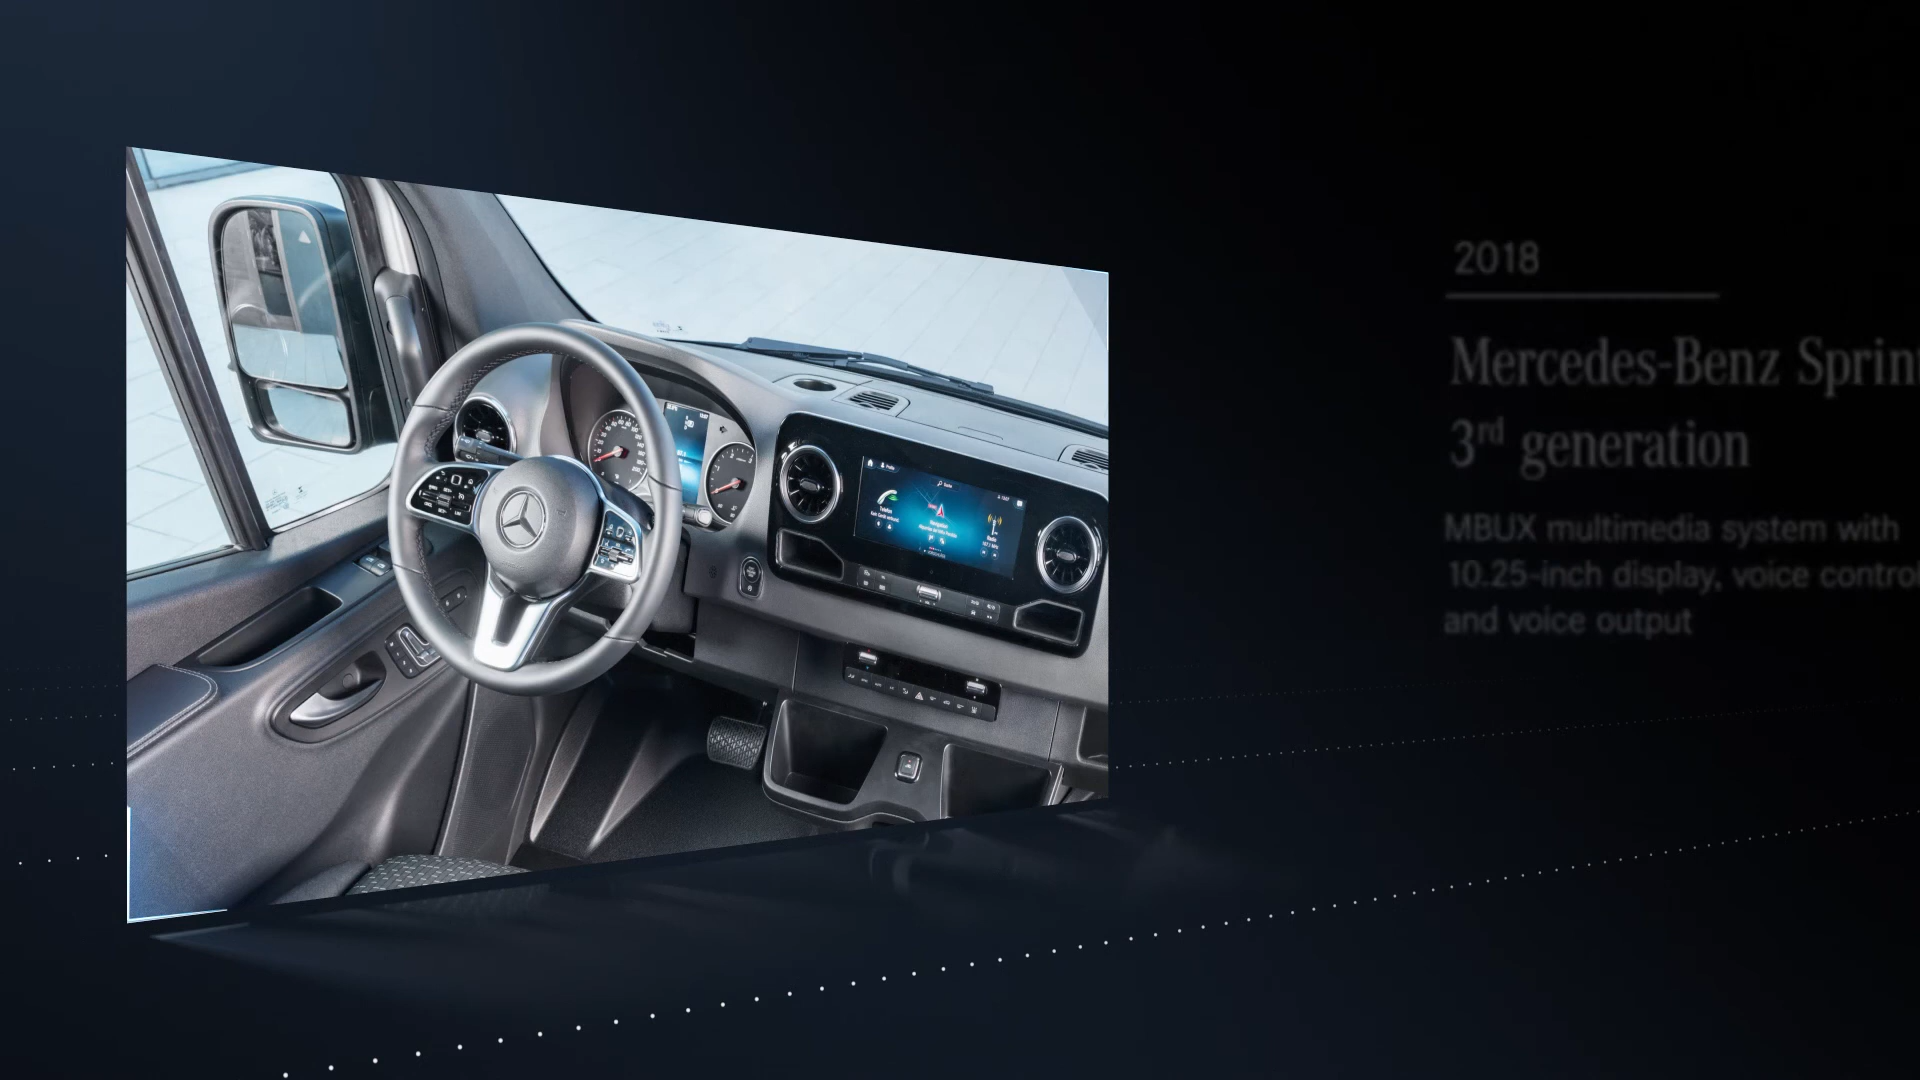 2018
Mercedes-Benz Sprin
3rd generation
MBUX multimedia system with
10.25-inch display, voice control
and voice output